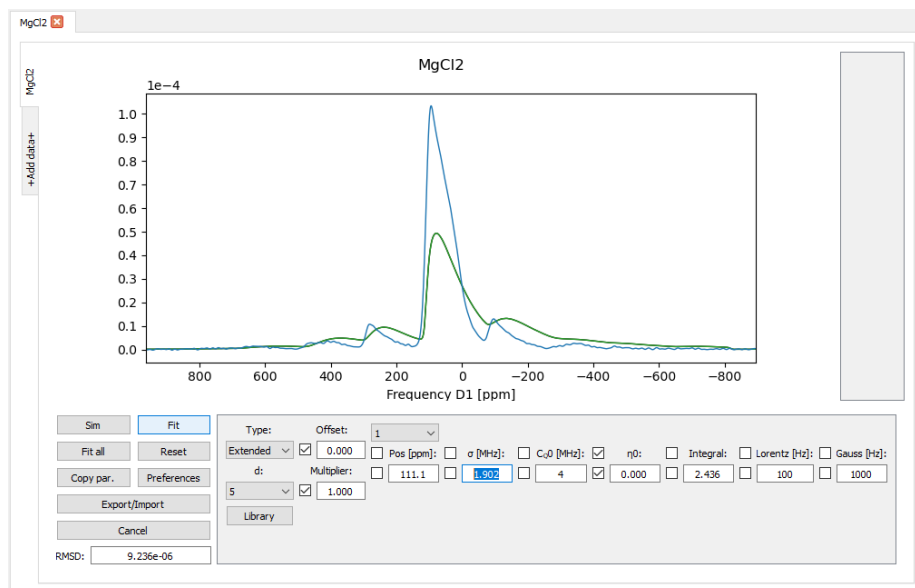 MgCl2
MgCl2
+Add data+
MgCl2
1e−4
1.0
0.9
0.8
0.7
0.6
0.5
0.4
0.3
0.2
0.1
0.0
800 600 400 200 0 −200 −400 −600 −800
Frequency D1 [ppm]
Sim Fit
Fit all Reset
Copy par. Preferences
Export/Import
Cancel
RMSD: 9.236e-06
Type: Offset:
Extended 0.000
d: Multiplier:
5 1.000
Library
1
Pos [ppm]: σ [MHz]: C_Q0 [MHz]: η0: Integral: Lorentz [Hz]: Gauss [Hz]:
111.1 1.902 4 0.000 2.436 100 1000